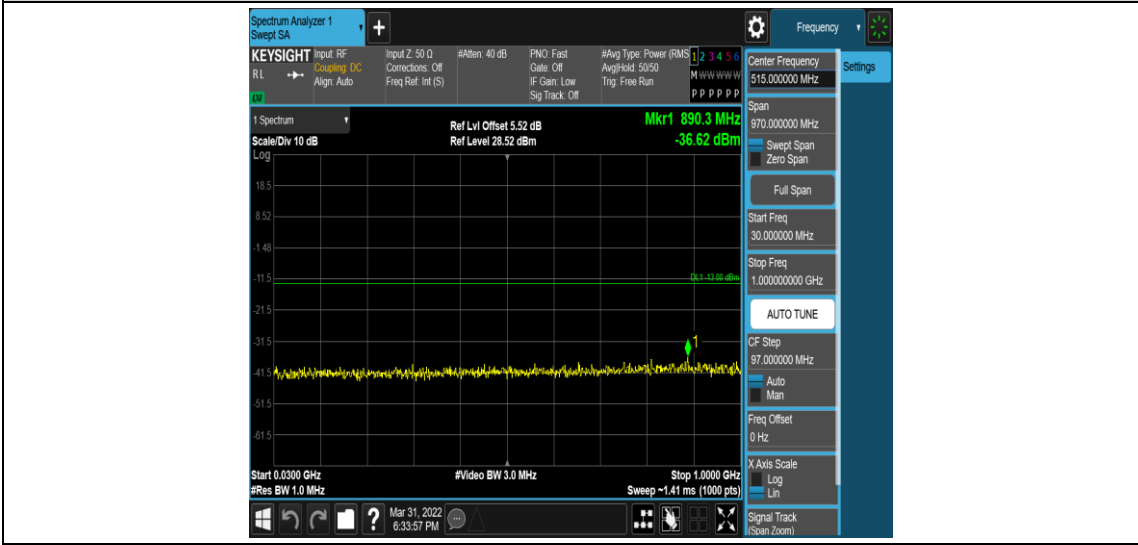 Spectrum Analyzer 1
Swept SA
+
Frequency
KEYSIGHT
RL
LNI
Input: RF
Coupling: DC
Align: Auto
Input Z: 50 Ω
Corrections: Off
Freq Ref: Int (S)
#Atten: 40 dB
PNO: Fast
Gate: Off
IF Gain: Low
Sig Track: Off
#Avg Type: Power (RMS
Avg|Hold: 50/50
Trig: Free Run
1 2 3 4 5 6
M W W W W W
P P P P P P
1 Spectrum
Scale/Div 10 dB
Log
Ref Lvl Offset 5.52 dB
Ref Level 28.52 dBm
Mkr1 890.3 MHz
-36.62 dBm
18.5
8.52
-1.48
-11.5
DL1 -13.00 dBm
-21.5
-31.5
1
-41.5
-51.5
-61.5
Start 0.0300 GHz
#Res BW 1.0 MHz
#Video BW 3.0 MHz
Stop 1.0000 GHz
Sweep ~1.41 ms (1000 pts)
Center Frequency
515.000000 MHz
Settings
Span
970.000000 MHz
Swept Span
Zero Span
Full Span
Start Freq
30.000000 MHz
Stop Freq
1.000000000 GHz
AUTO TUNE
CF Step
97.000000 MHz
Auto
Man
Freq Offset
0 Hz
X Axis Scale
Log
Lin
Signal Track
(Span Zoom)
?
Mar 31, 2022
6:33:57 PM